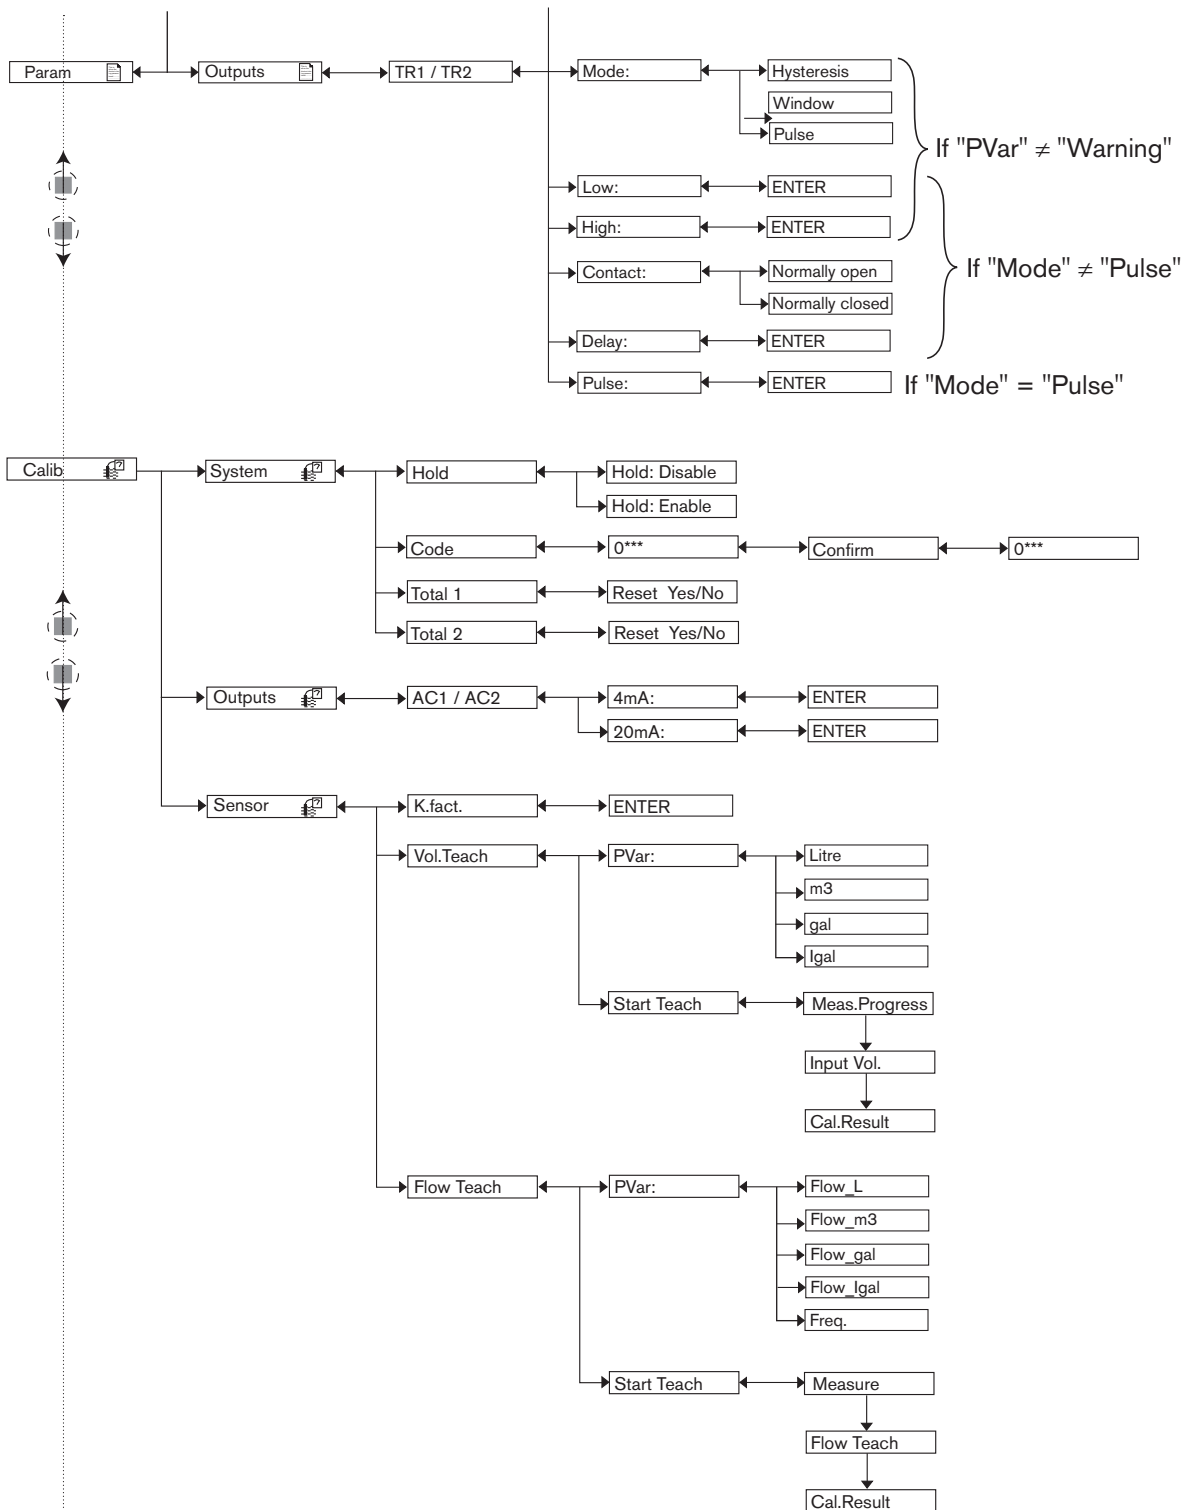 Param
Outputs
TR1 / TR2
Mode:
Hysteresis
Window
Pulse
If "PVar" ≠ "Warning"
Low:
ENTER
High:
ENTER
Contact:
Normally open
Normally closed
If "Mode" ≠ "Pulse"
Delay:
ENTER
Pulse:
ENTER
If "Mode" = "Pulse"
Calib
?
System
?
Hold
Hold: Disable
Hold: Enable
Code
0***
Confirm
0***
Total 1
Reset Yes/No
Total 2
Reset Yes/No
Outputs
?
AC1 / AC2
4mA:
ENTER
20mA:
ENTER
Sensor
?
K.fact.
ENTER
Vol.Teach
PVar:
Litre
m3
gal
Igal
Start Teach
Meas.Progress
Input Vol.
Cal.Result
Flow Teach
PVar:
Flow_L
Flow_m3
Flow_gal
Flow_Igal
Freq.
Start Teach
Measure
Flow Teach
Cal.Result